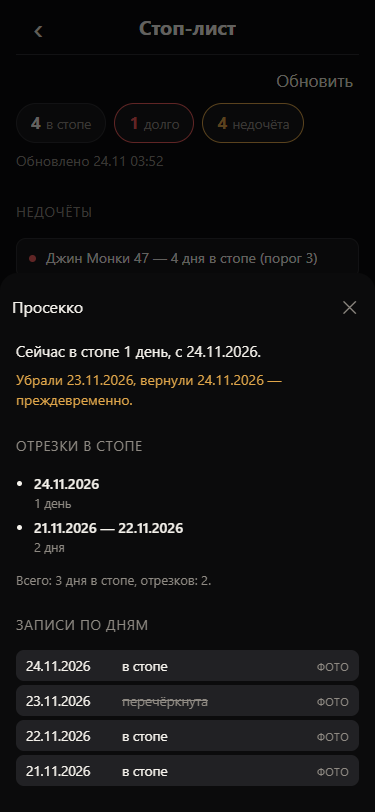 Стоп-лист
Обновить
4 в стопе
1 долго
4 недочёта
Обновлено 24.11 03:52
НЕДОЧЁТЫ
Джин Монки 47 — 4 дня в стопе (порог 3)
Просекко
Сейчас в стопе 1 день, с 24.11.2026.
Убрали 23.11.2026, вернули 24.11.2026 —
преждевременно.
ОТРЕЗКИ В СТОПЕ
24.11.2026
1 день
21.11.2026 — 22.11.2026
2 дня
Всего: 3 дня в стопе, отрезков: 2.
ЗАПИСИ ПО ДНЯМ
24.11.2026 в стопе ФОТО
23.11.2026 перечёркнута ФОТО
22.11.2026 в стопе ФОТО
21.11.2026 в стопе ФОТО